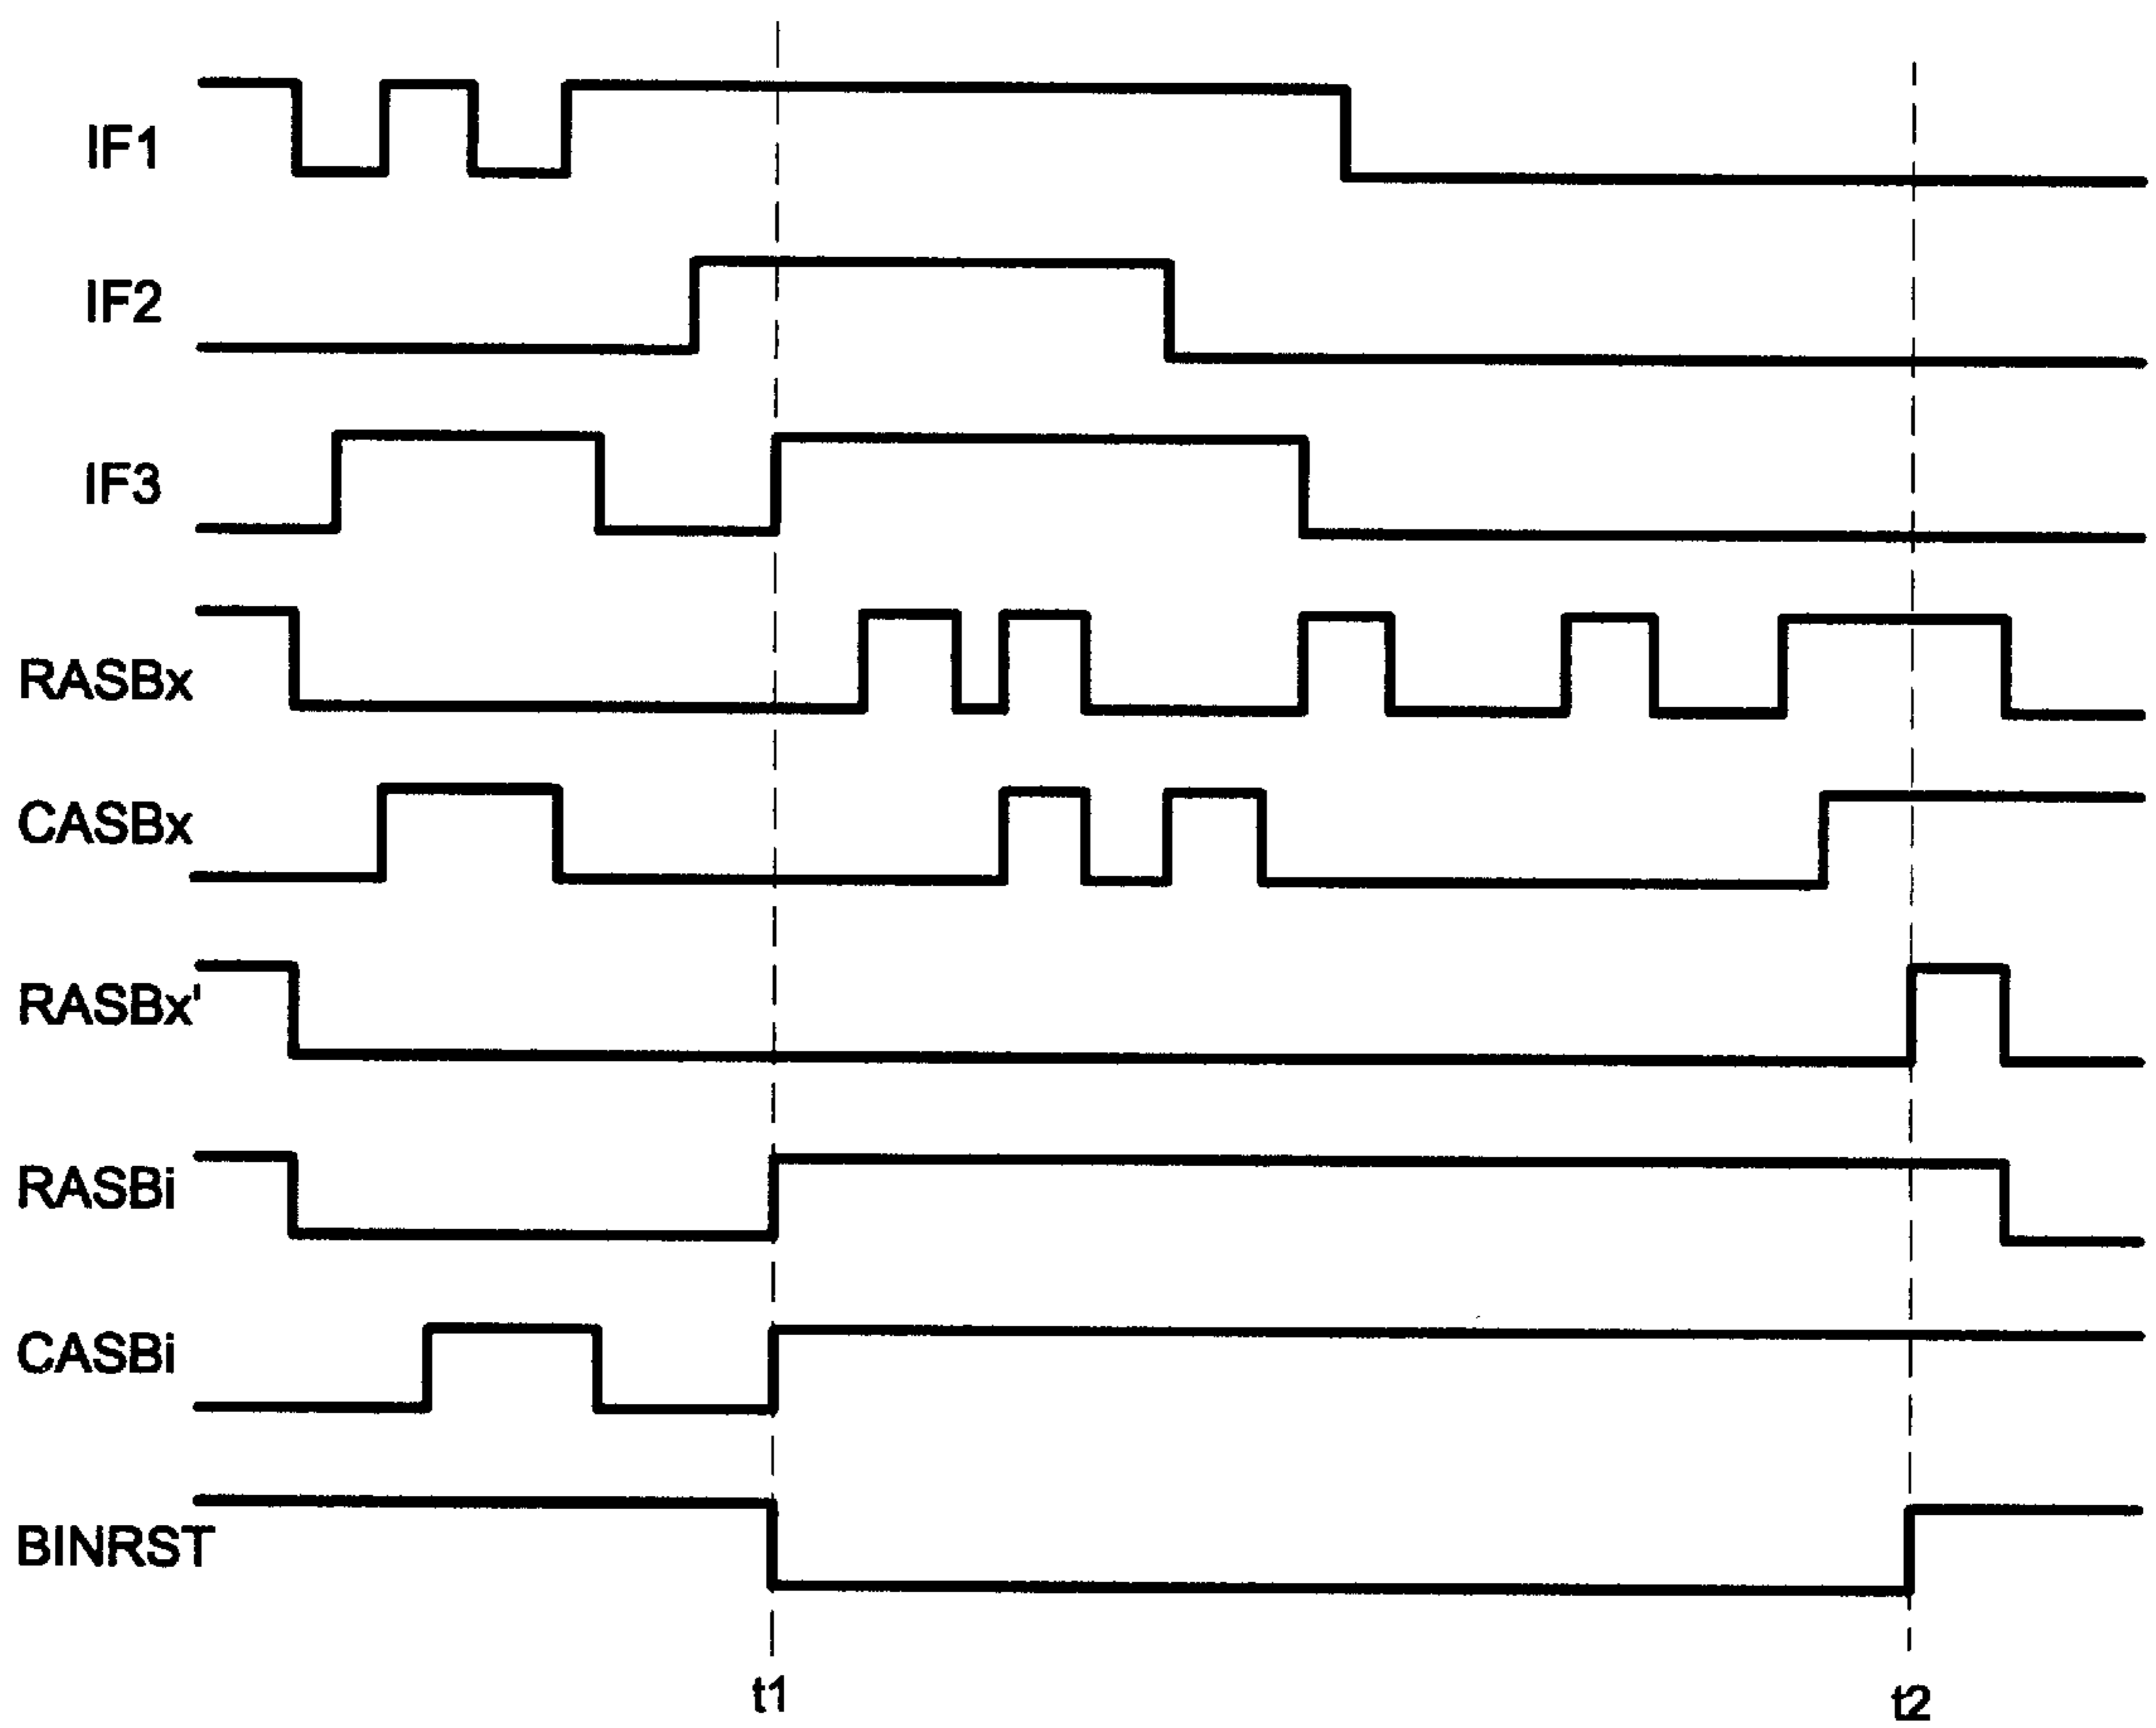 IF1
IF2
IF3
RASBx
CASBx
RASBx'
RASBi
CASBi
BINRST
t1 t2